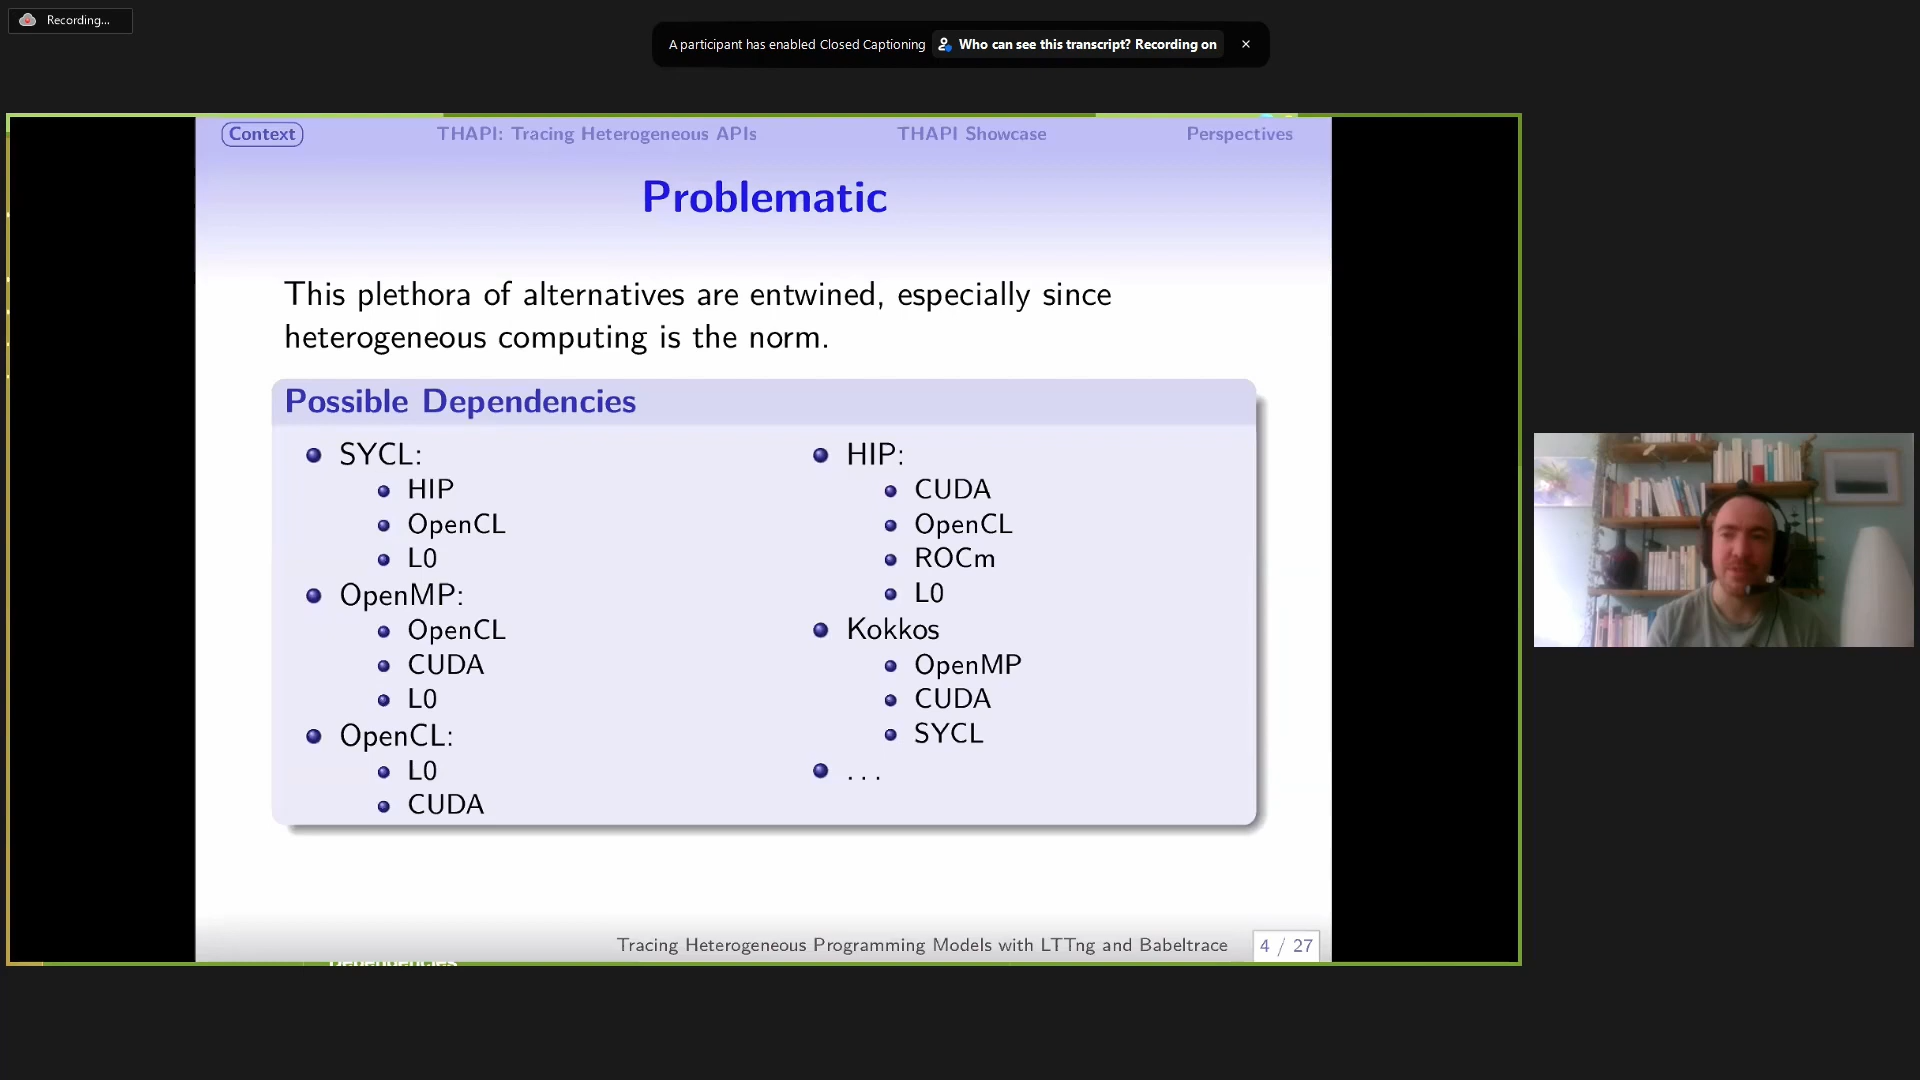 Recording...
A participant has enabled Closed Captioning Who can see this transcript? Recording on
Context THAPI: Tracing Heterogeneous APIs THAPI Showcase Perspectives
Problematic
This plethora of alternatives are entwined, especially since
heterogeneous computing is the norm.
Possible Dependencies
SYCL:
HIP
OpenCL
L0
OpenMP:
OpenCL
CUDA
L0
OpenCL:
L0
CUDA
HIP:
CUDA
OpenCL
ROCm
L0
Kokkos
OpenMP
CUDA
SYCL
...
Tracing Heterogeneous Programming Models with LTTng and Babeltrace 4 / 27
Dependencies